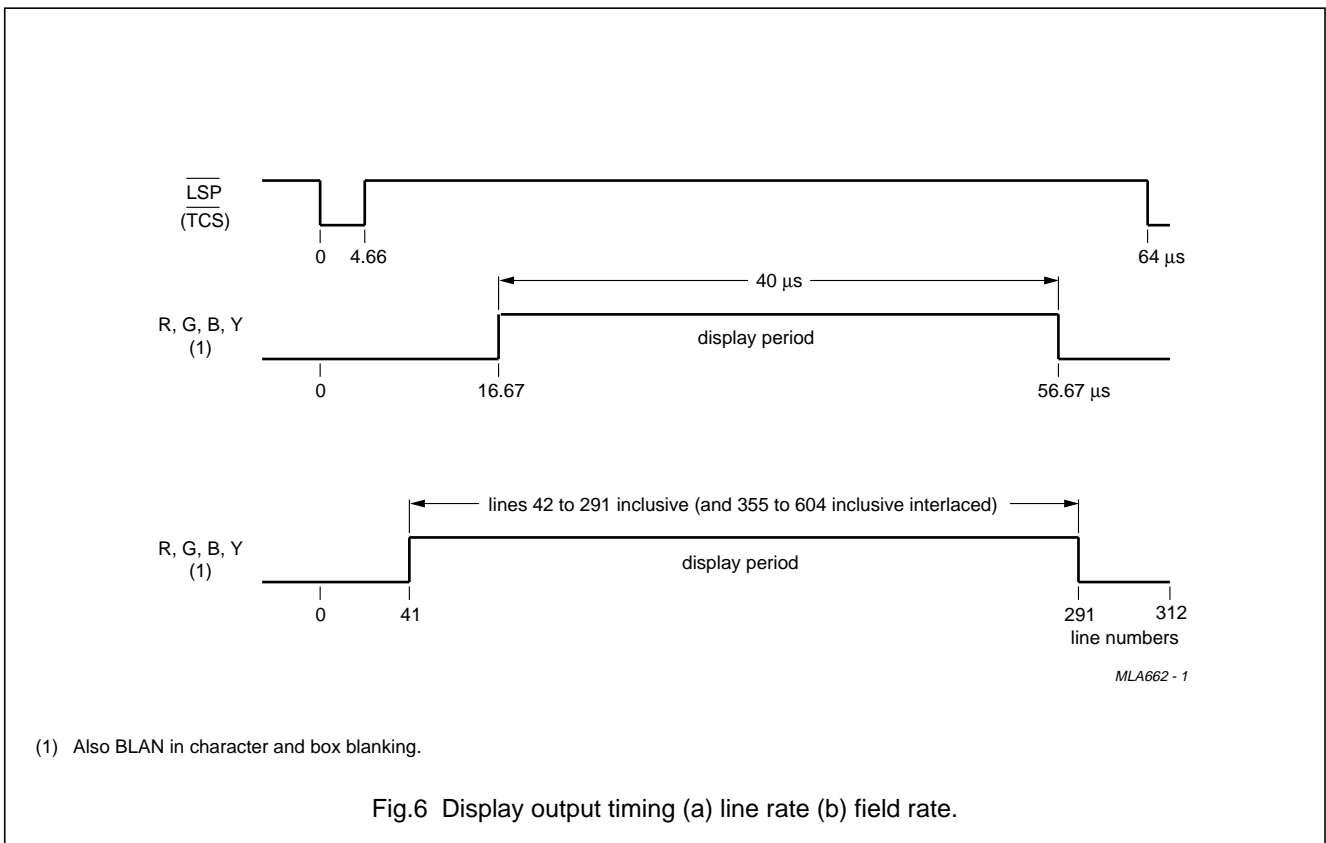 LSP
(TCS)
0 4.66 64 μs
40 μs
R, G, B, Y
(1)
display period
0 16.67 56.67 μs
lines 42 to 291 inclusive (and 355 to 604 inclusive interlaced)
R, G, B, Y
(1)
display period
0 41 291 312
line numbers
MLA662 - 1
(1) Also BLAN in character and box blanking.
Fig.6 Display output timing (a) line rate (b) field rate.